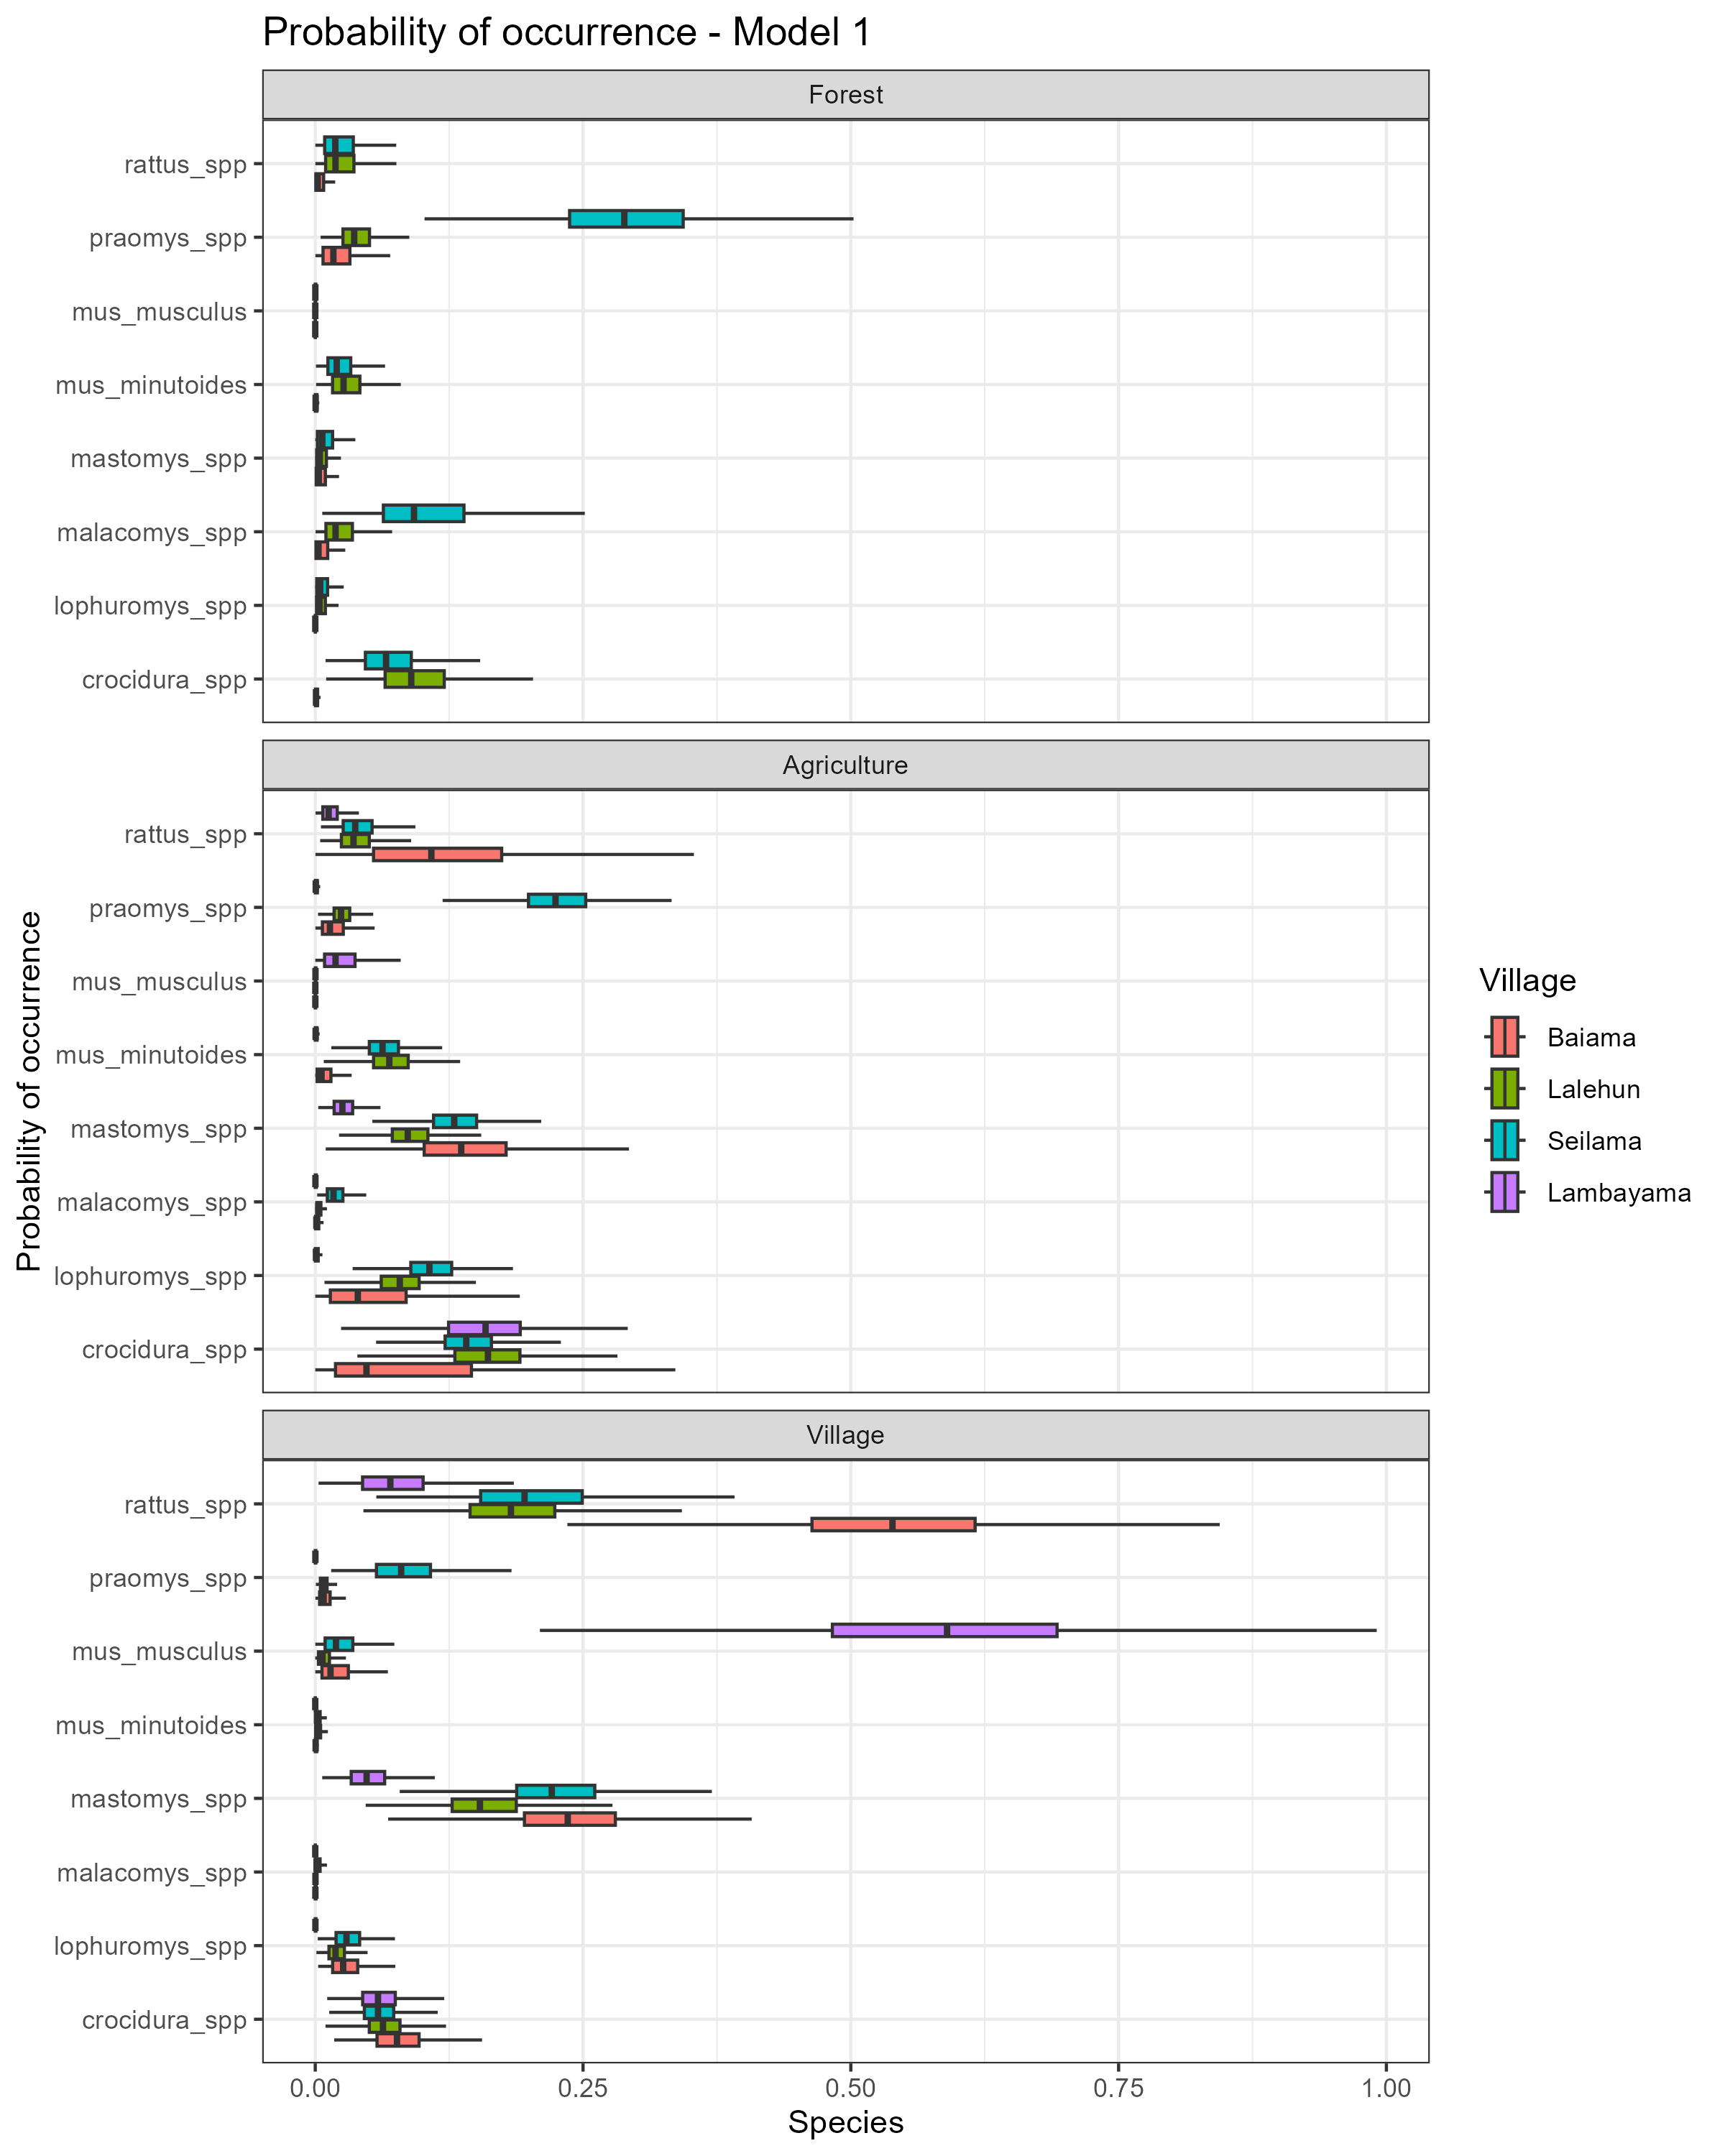 Probability of occurrence - Model 1
Forest
rattus_spp
praomys_spp
mus_musculus
mus_minutoides
mastomys_spp
malacomys_spp
lophuromys_spp
crocidura_spp
Agriculture
rattus_spp
praomys_spp
mus_musculus
mus_minutoides
mastomys_spp
malacomys_spp
lophuromys_spp
crocidura_spp
Village
rattus_spp
praomys_spp
mus_musculus
mus_minutoides
mastomys_spp
malacomys_spp
lophuromys_spp
crocidura_spp
0.00 0.25 0.50 0.75 1.00
Species
Probability of occurrence
Village
Baiama
Lalehun
Seilama
Lambayama